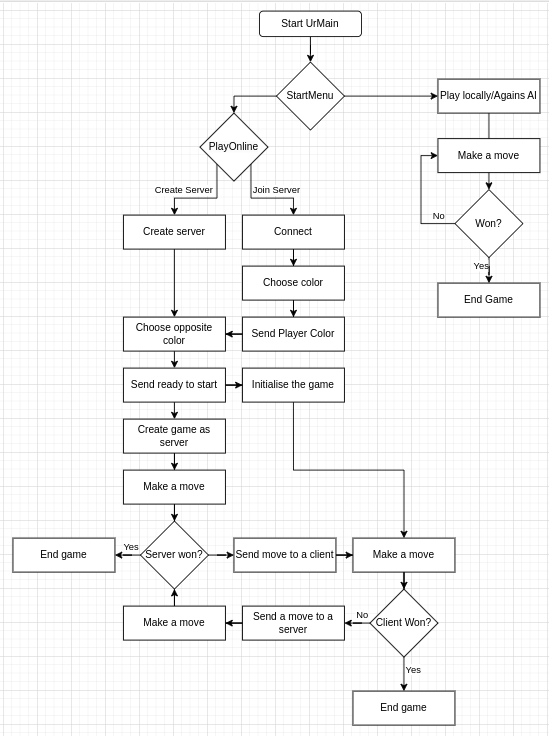 Start UrMain
StartMenu
Play locally/Agains AI
PlayOnline
Make a move
Create Server
Join Server
No
Won?
Create server
Connect
Yes
Choose color
End Game
Choose opposite
color
Send Player Color
Send ready to start
Initialise the game
Create game as
server
Make a move
Yes
End game
Server won?
Send move to a client
Make a move
Make a move
Send a move to a
server
No
Client Won?
Yes
End game